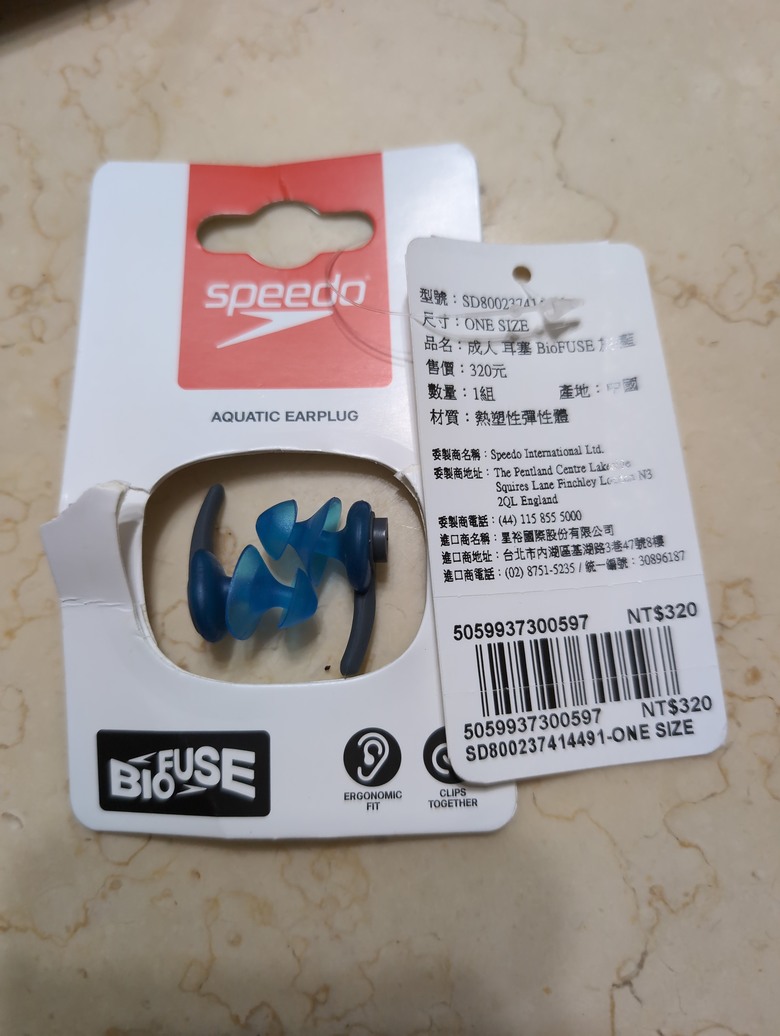 speedo
AQUATIC EARPLUG
BIOFUSE
ERGONOMIC
FIT
CLIPS
TOGETHER
型號：SD800237414
尺寸：ONE SIZE
品名：成人 耳塞 BioFUSE 藍
售價：320元
數量：1組 產地：中國
材質：熱塑性彈性體
委製商名稱：Speedo International Ltd.
委製商地址：The Pentland Centre Lakeside
Squires Lane Finchley London N3
2QL England
委製商電話：(44) 115 855 5000
進口商名稱：星裕國際股份有限公司
進口商地址：台北市內湖區基湖路3巷47號8樓
進口商電話：(02) 8751-5235 / 統一編號：30896187
5059937300597 NT$320
5059937300597 NT$320
SD800237414491-ONE SIZE